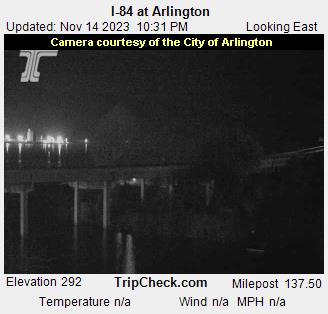 I-84 at Arlington
Updated: Nov 14 2023 10:31 PM Looking East
Camera courtesy of the City of Arlington
Elevation 292 TripCheck.com Milepost 137.50
Temperature n/a Wind n/a MPH n/a